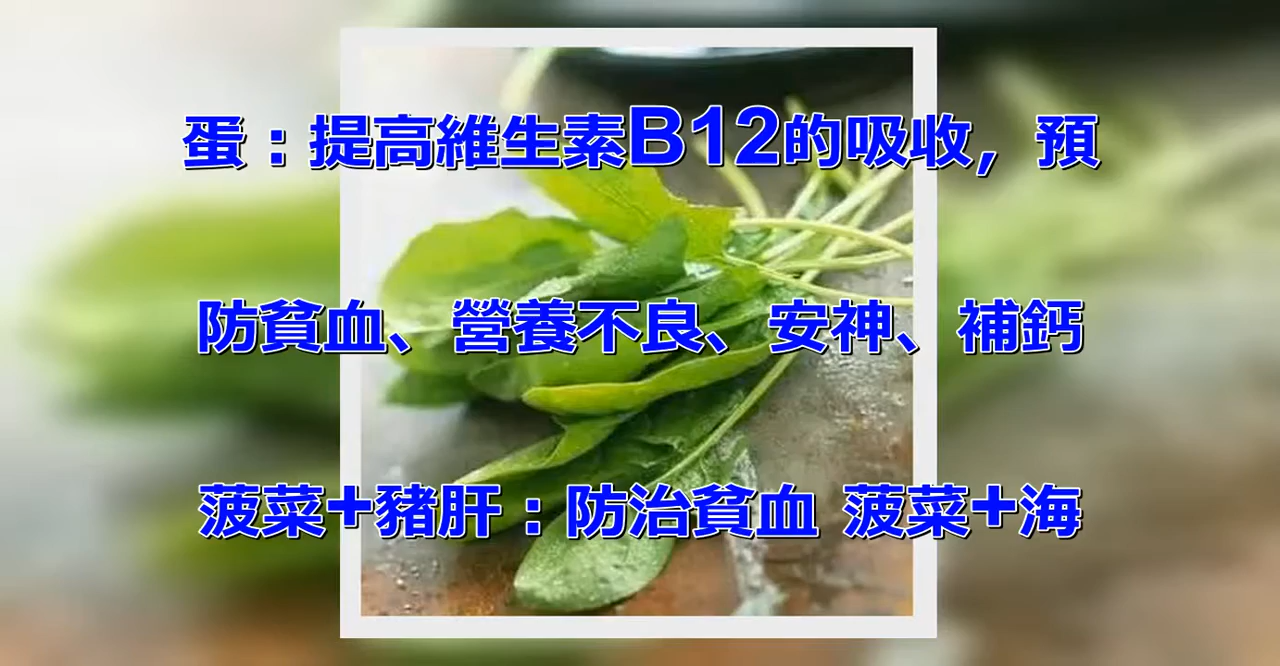 蛋：提高維生素B12的吸收，預
防貧血、營養不良、安神、補鈣
菠菜+豬肝：防治貧血 菠菜+海